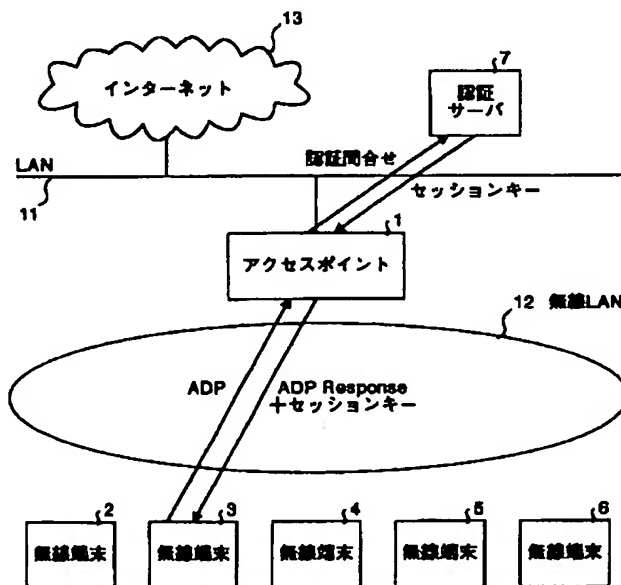 13
インターネット
7
認証
サーバ
LAN
認証問合せ
11
セッションキー
1
アクセスポイント
12 無線LAN
ADP
ADP Response
+セッションキー
2
3
4
5
6
無線端末
無線端末
無線端末
無線端末
無線端末